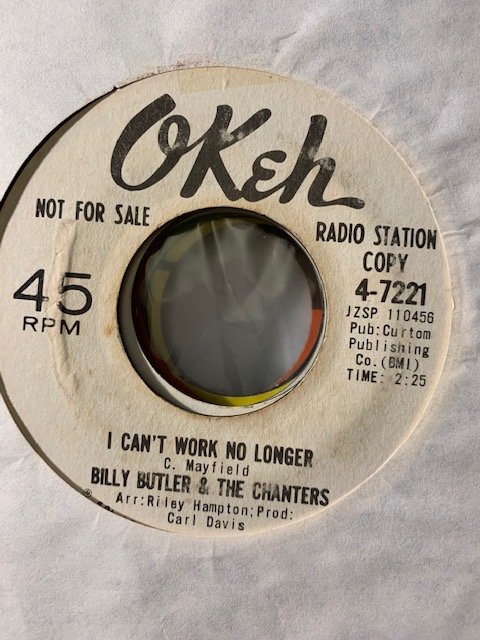 OKeh
NOT FOR SALE
RADIO STATION
COPY
45
RPM
4-7221
JZSP 110456
Pub: Curtom
Publishing
Co. (BMI)
TIME: 2:25
I CAN'T WORK NO LONGER
C. Mayfield
BILLY BUTLER & THE CHANTERS
Arr: Riley Hampton; Prod:
Carl Davis